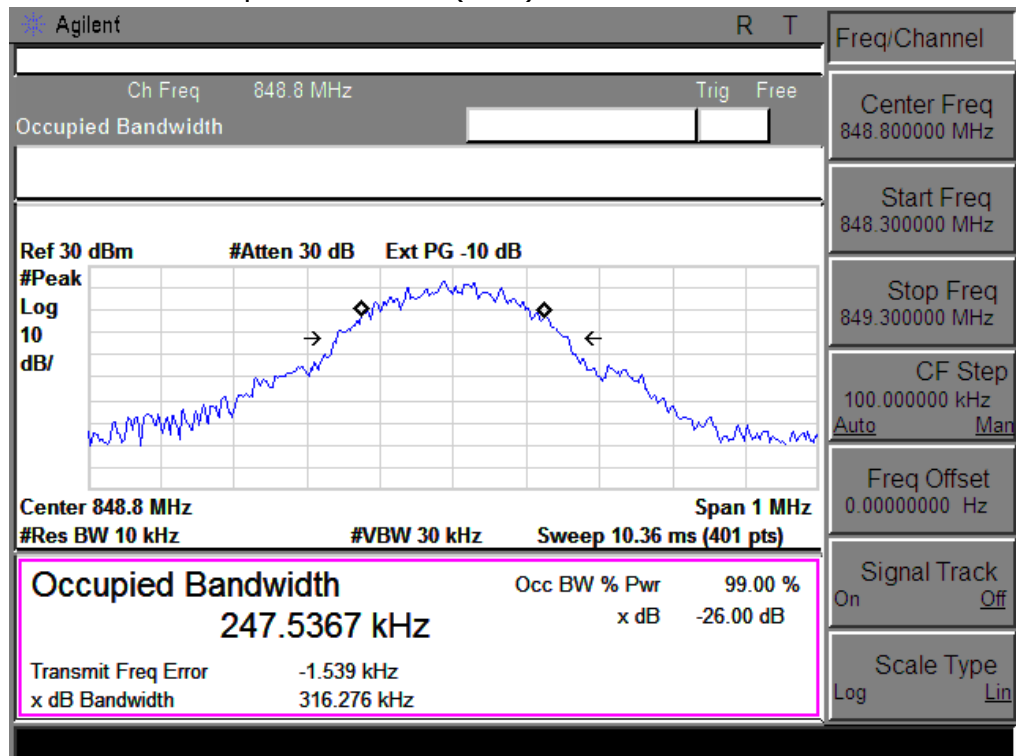 Agilent R T
Freq/Channel
Ch Freq 848.8 MHz Trig Free
Occupied Bandwidth
Center Freq
848.800000 MHz
Start Freq
848.300000 MHz
Stop Freq
849.300000 MHz
CF Step
100.000000 kHz
Auto Man
Freq Offset
0.00000000 Hz
Signal Track
On Off
Scale Type
Log Lin
Ref 30 dBm #Atten 30 dB Ext PG -10 dB
#Peak
Log
10
dB/
Center 848.8 MHz Span 1 MHz
#Res BW 10 kHz #VBW 30 kHz Sweep 10.36 ms (401 pts)
Occupied Bandwidth Occ BW % Pwr 99.00 %
247.5367 kHz x dB -26.00 dB
Transmit Freq Error -1.539 kHz
x dB Bandwidth 316.276 kHz